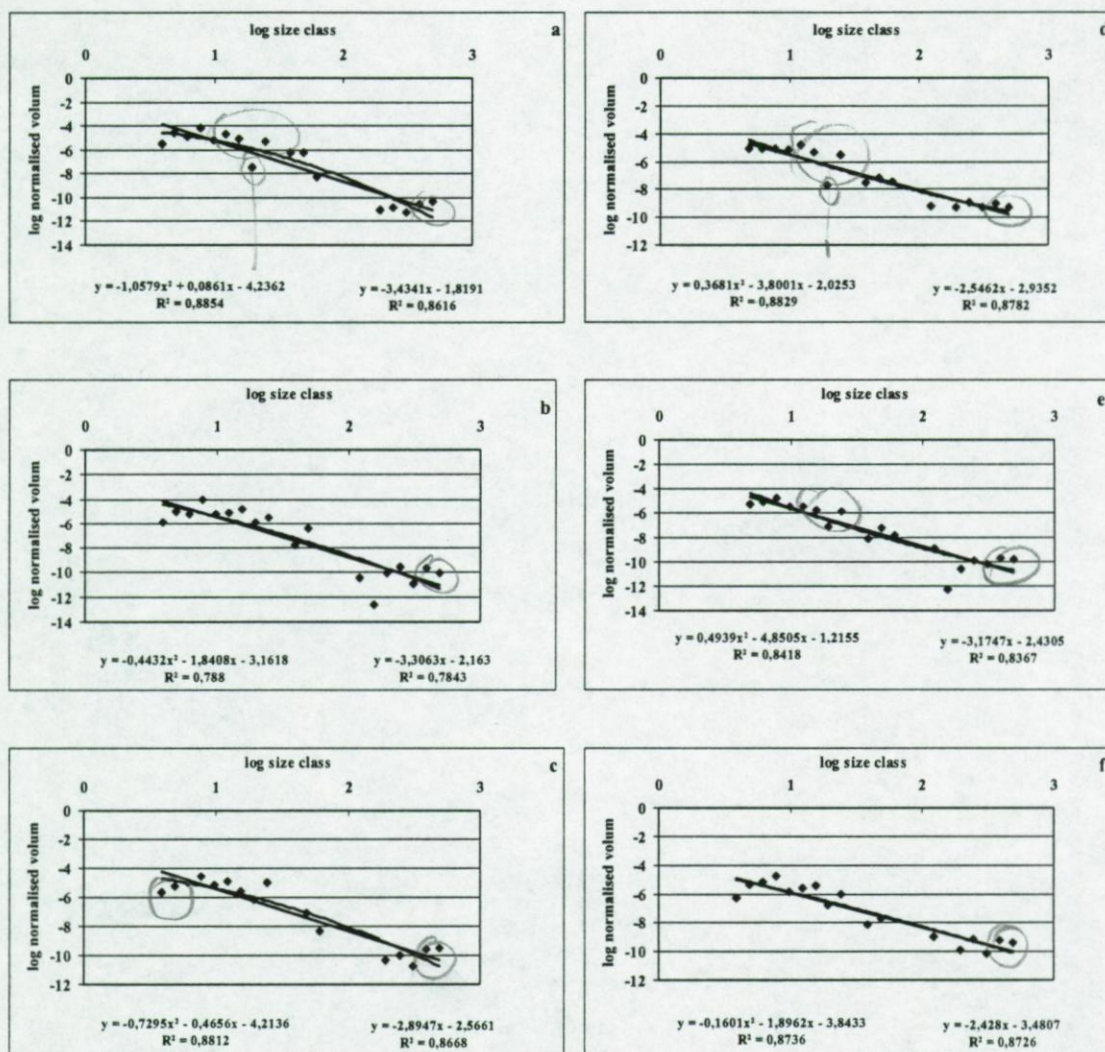 log size class a
0 1 2 3
0
-2
-4
-6
-8
-10
-12
-14
log normalised volum
y = -1,0579x² + 0,0861x - 4,2362 y = -3,4341x - 1,8191
R² = 0,8854 R² = 0,8616
log size class
0 1 2 3
0
-2
-4
-6
-8
-10
-12
log normalised volum
y = 0,3681x² - 3,8001x - 2,0253 y = -2,5462x - 2,9352
R² = 0,8829 R² = 0,8782
log size class b
0 1 2 3
0
-2
-4
-6
-8
-10
-12
-14
log normalised volum
y = -0,4432x² - 1,8408x - 3,1618 y = -3,3063x - 2,163
R² = 0,788 R² = 0,7843
log size class e
0 1 2 3
0
-2
-4
-6
-8
-10
-12
-14
log normalised volum
y = 0,4939x² - 4,8505x - 1,2155 y = -3,1747x - 2,4305
R² = 0,8418 R² = 0,8367
log size class c
0 1 2 3
0
-2
-4
-6
-8
-10
-12
log normalised volum
y = -0,7295x² - 0,4656x - 4,2136 y = -2,8947x - 2,5661
R² = 0,8812 R² = 0,8668
log size class f
0 1 2 3
0
-2
-4
-6
-8
-10
-12
log normalised volum
y = -0,1601x² - 1,8962x - 3,8433 y = -2,428x - 3,4807
R² = 0,8736 R² = 0,8726